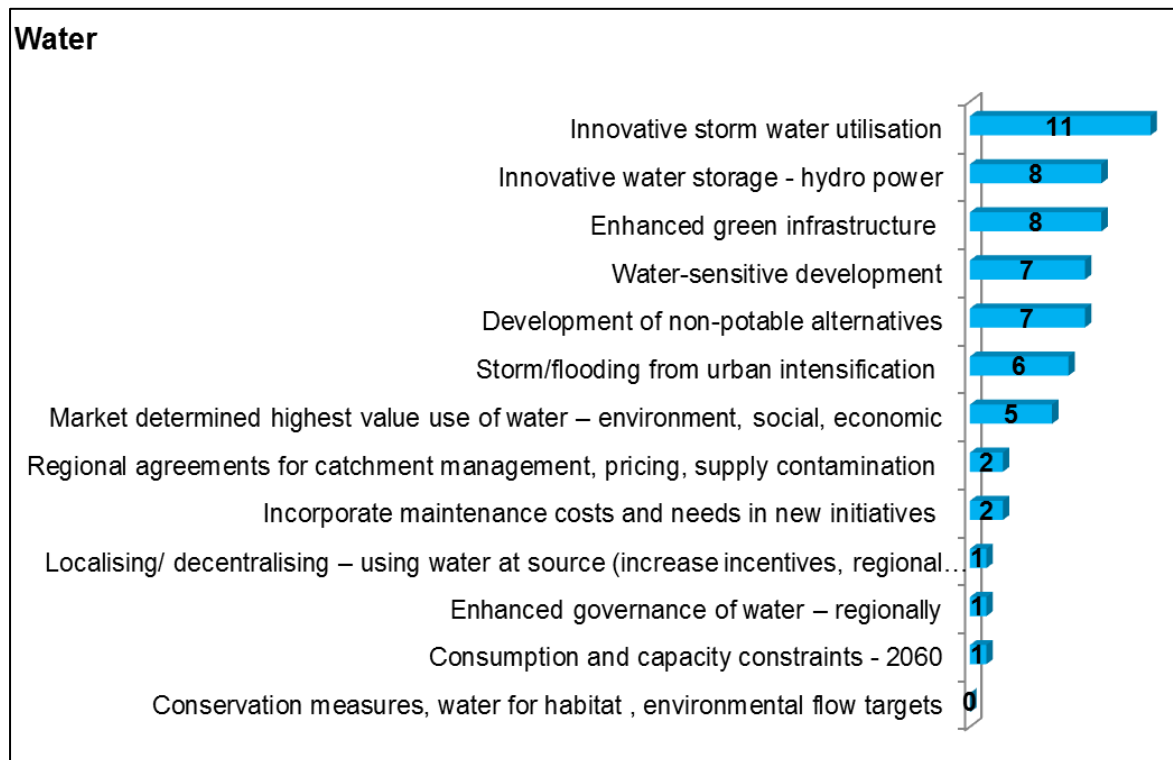 Water
Innovative storm water utilisation 11
Innovative water storage - hydro power 8
Enhanced green infrastructure 8
Water-sensitive development 7
Development of non-potable alternatives 7
Storm/flooding from urban intensification 6
Market determined highest value use of water – environment, social, economic 5
Regional agreements for catchment management, pricing, supply contamination 2
Incorporate maintenance costs and needs in new initiatives 2
Localising/ decentralising – using water at source (increase incentives, regional… 1
Enhanced governance of water – regionally 1
Consumption and capacity constraints - 2060 1
Conservation measures, water for habitat , environmental flow targets 0